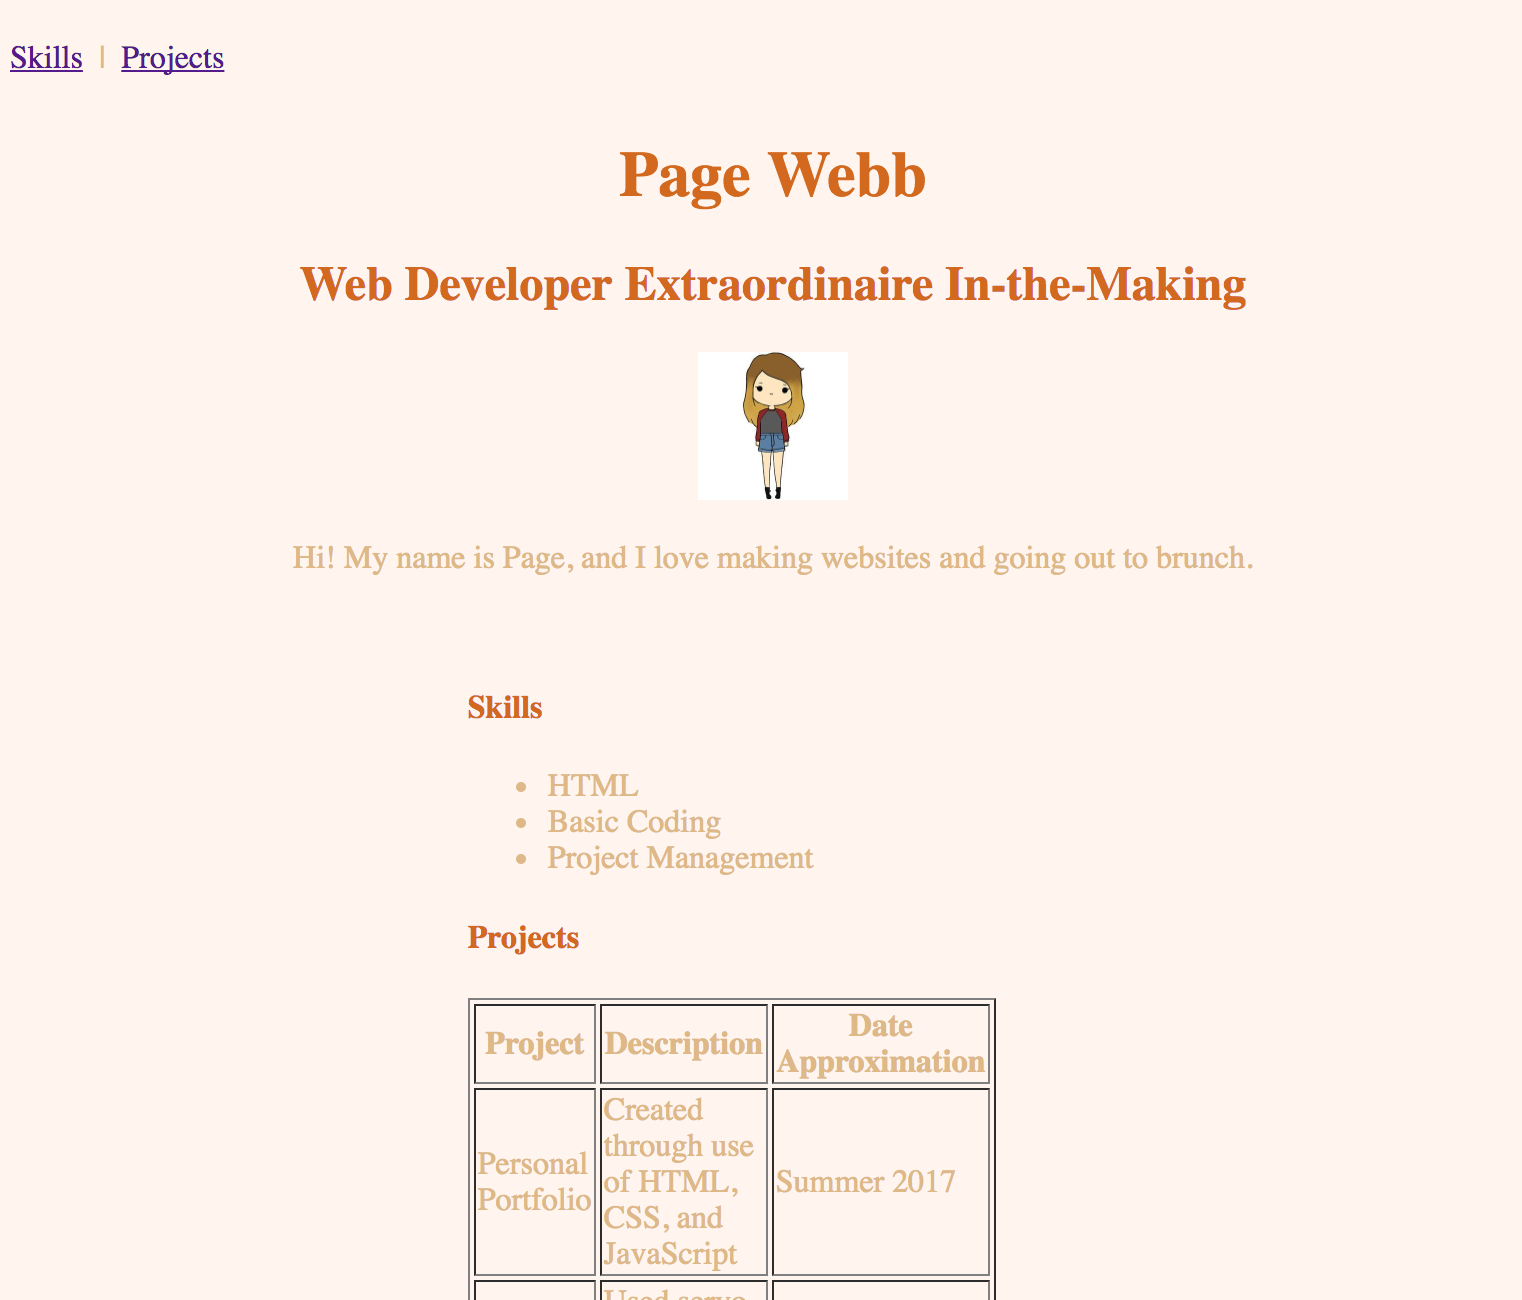 Skills | Projects
Page Webb
Web Developer Extraordinaire In-the-Making
Hi! My name is Page, and I love making websites and going out to brunch.
Skills
• HTML
• Basic Coding
• Project Management
Projects
Project
Description
Date
Approximation
Personal
Portfolio
Created
through use
of HTML,
CSS, and
JavaScript
Summer 2017
Used servo